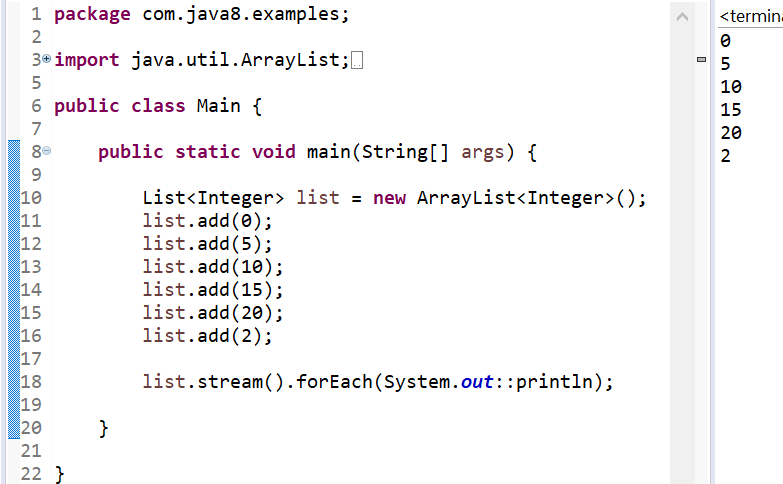 1 package com.java8.examples;
2
3 import java.util.ArrayList;
5
6 public class Main {
7
8 public static void main(String[] args) {
9
10 List<Integer> list = new ArrayList<Integer>();
11 list.add(0);
12 list.add(5);
13 list.add(10);
14 list.add(15);
15 list.add(20);
16 list.add(2);
17
18 list.stream().forEach(System.out::println);
19
20 }
21
22 }
<termin
0
5
10
15
20
2